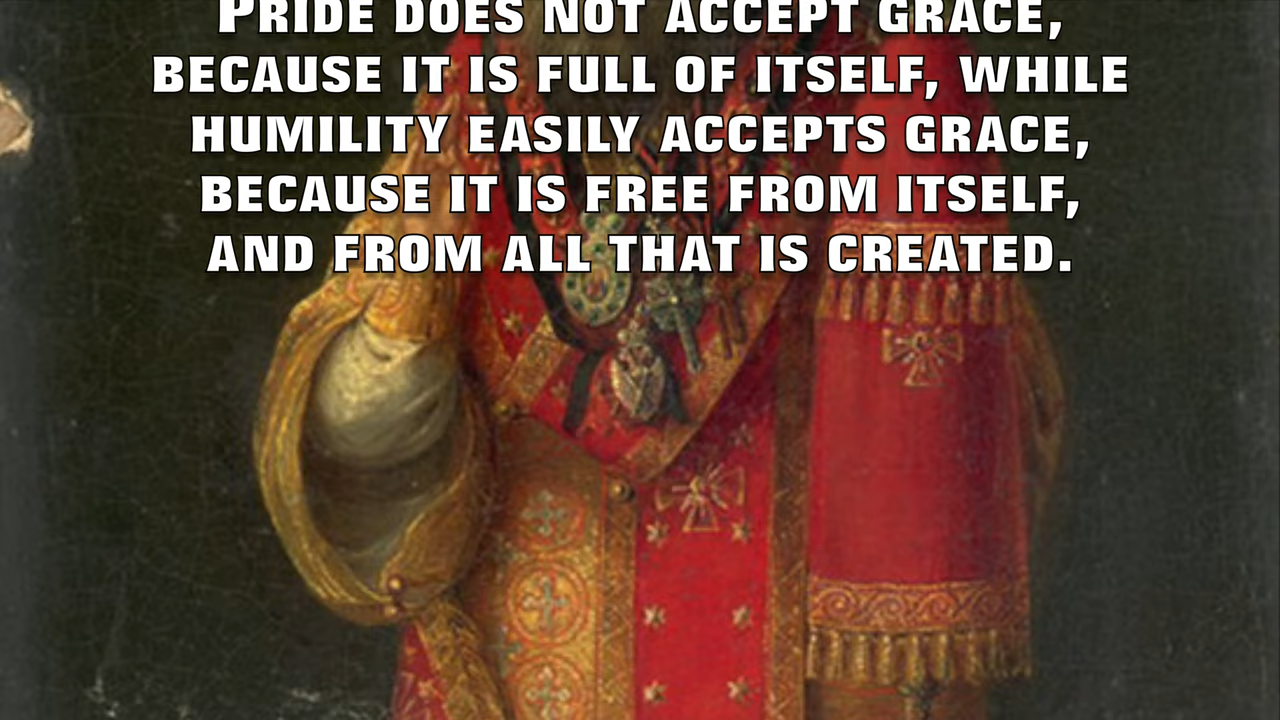 PRIDE DOES NOT ACCEPT GRACE,
BECAUSE IT IS FULL OF ITSELF, WHILE
HUMILITY EASILY ACCEPTS GRACE,
BECAUSE IT IS FREE FROM ITSELF,
AND FROM ALL THAT IS CREATED.